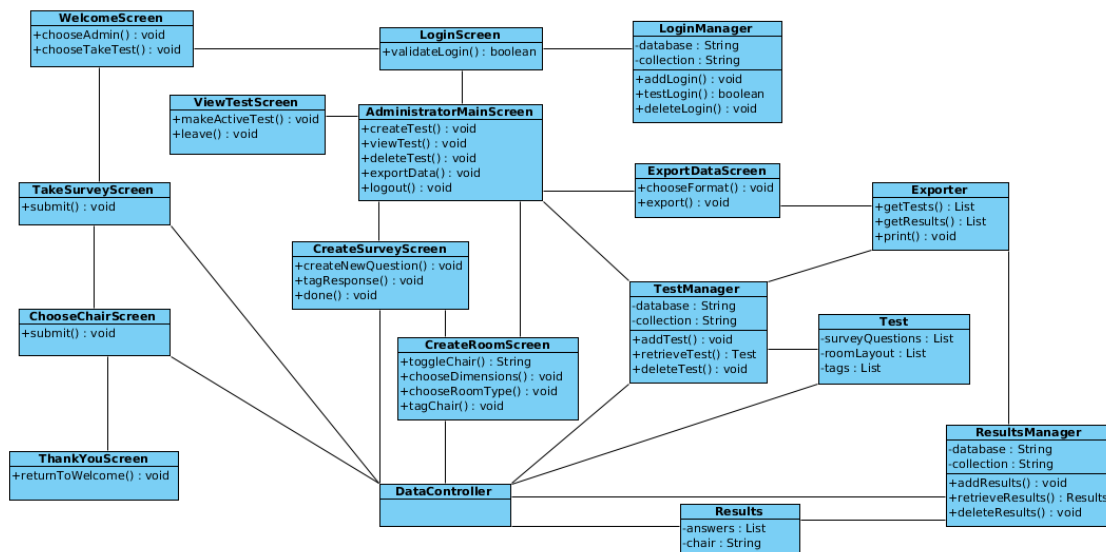 WelcomeScreen
+chooseAdmin() : void
+chooseTakeTest() : void
LoginScreen
+validateLogin() : boolean
LoginManager
-database : String
-collection : String
+addLogin() : void
+testLogin() : boolean
+deleteLogin() : void
ViewTestScreen
+makeActiveTest() : void
+leave() : void
AdministratorMainScreen
+createTest() : void
+viewTest() : void
+deleteTest() : void
+exportData() : void
+logout() : void
ExportDataScreen
+chooseFormat() : void
+export() : void
Exporter
+getTests() : List
+getResults() : List
+print() : void
TakeSurveyScreen
+submit() : void
CreateSurveyScreen
+createNewQuestion() : void
+tagResponse() : void
+done() : void
TestManager
-database : String
-collection : String
+addTest() : void
+retrieveTest() : Test
+deleteTest() : void
Test
-surveyQuestions : List
-roomLayout : List
-tags : List
ChooseChairScreen
+submit() : void
CreateRoomScreen
+toggleChair() : String
+chooseDimensions() : void
+chooseRoomType() : void
+tagChair() : void
ResultsManager
-database : String
-collection : String
+addResults() : void
+retrieveResults() : Results
+deleteResults() : void
ThankYouScreen
+returnToWelcome() : void
DataController
Results
-answers : List
-chair : String